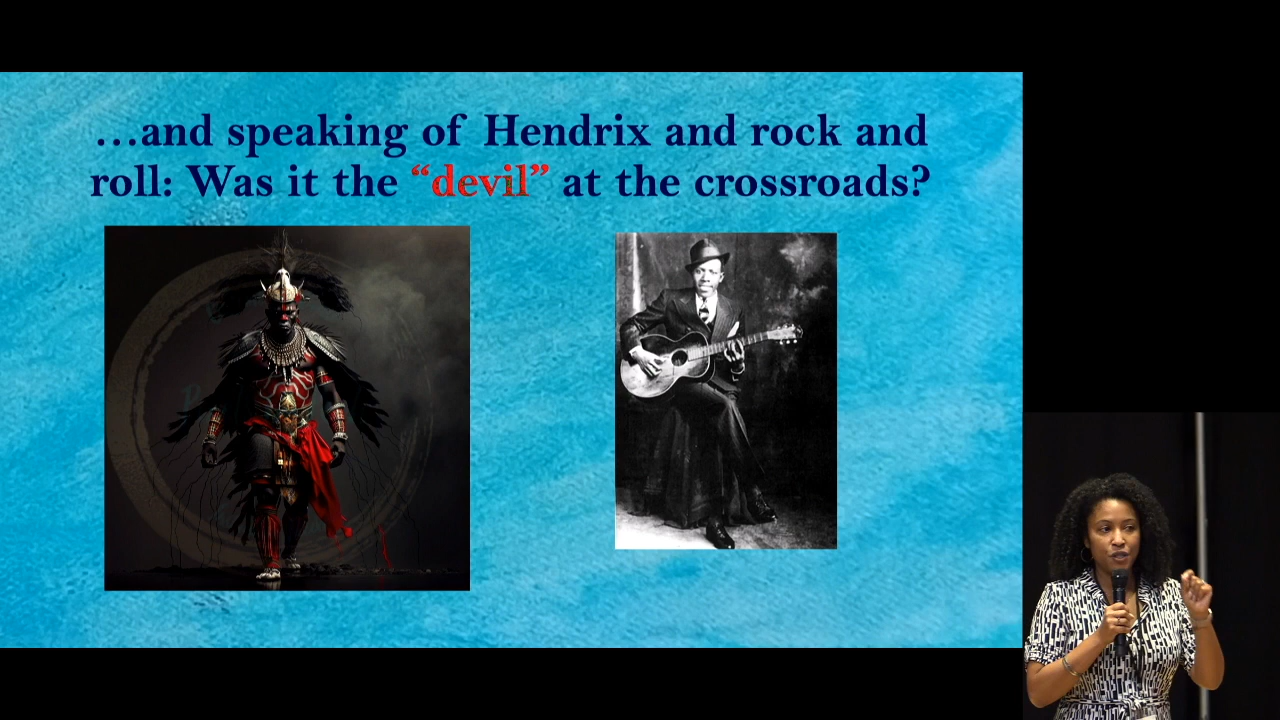 …and speaking of Hendrix and rock and
roll: Was it the “devil” at the crossroads?